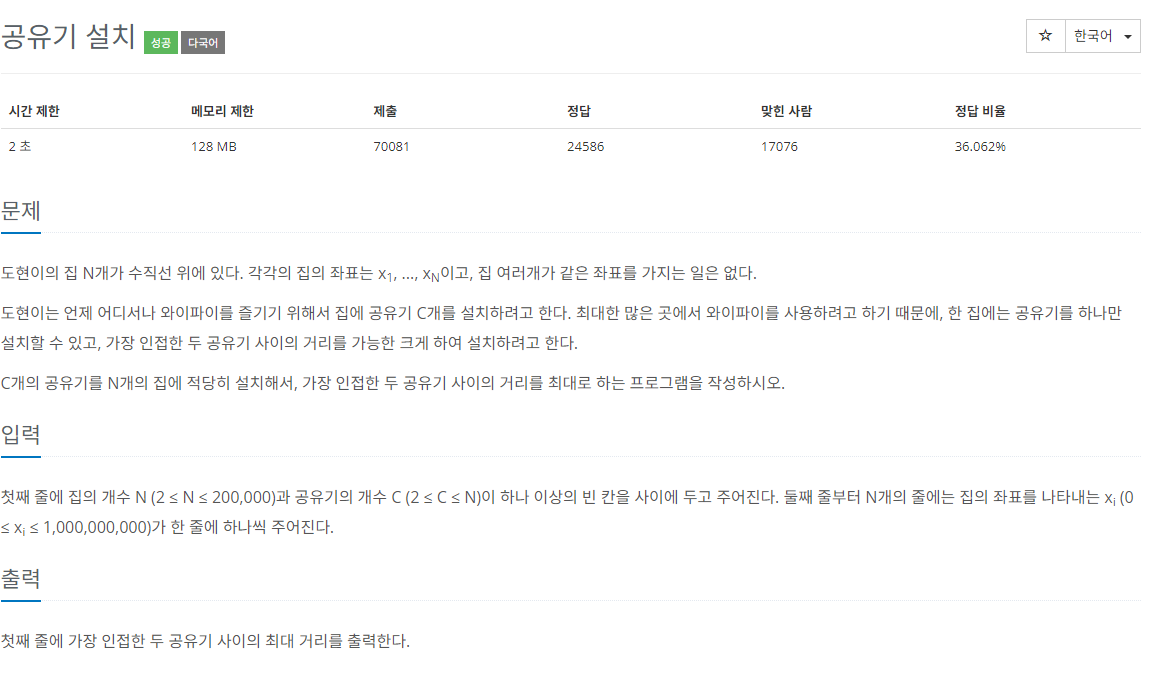 공유기 설치 성공 다국어 ☆ 한국어
시간 제한 메모리 제한 제출 정답 맞힌 사람 정답 비율
2 초 128 MB 70081 24586 17076 36.062%
문제
도현이의 집 N개가 수직선 위에 있다. 각각의 집의 좌표는 x1, ..., xN이고, 집 여러개가 같은 좌표를 가지는 일은 없다.
도현이는 언제 어디서나 와이파이를 즐기기 위해서 집에 공유기 C개를 설치하려고 한다. 최대한 많은 곳에서 와이파이를 사용하려고 하기 때문에, 한 집에는 공유기를 하나만
설치할 수 있고, 가장 인접한 두 공유기 사이의 거리를 가능한 크게 하여 설치하려고 한다.
C개의 공유기를 N개의 집에 적당히 설치해서, 가장 인접한 두 공유기 사이의 거리를 최대로 하는 프로그램을 작성하시오.
입력
첫째 줄에 집의 개수 N (2 ≤ N ≤ 200,000)과 공유기의 개수 C (2 ≤ C ≤ N)이 하나 이상의 빈 칸을 사이에 두고 주어진다. 둘째 줄부터 N개의 줄에는 집의 좌표를 나타내는 xi (0
≤ xi ≤ 1,000,000,000)가 한 줄에 하나씩 주어진다.
출력
첫째 줄에 가장 인접한 두 공유기 사이의 최대 거리를 출력한다.